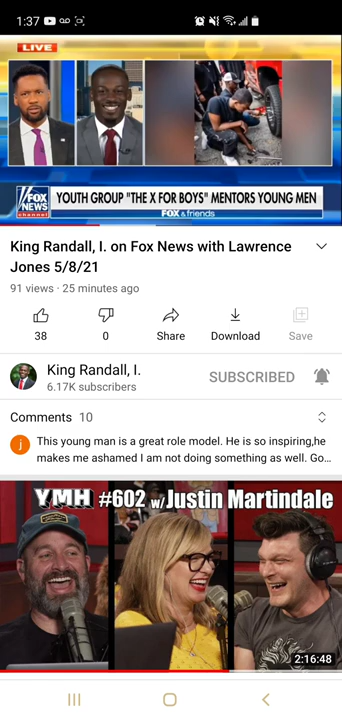 1:37
LIVE
FOX
NEWS
channel
YOUTH GROUP "THE X FOR BOYS" MENTORS YOUNG MEN
FOX & friends
King Randall, I. on Fox News with Lawrence
Jones 5/8/21
91 views · 25 minutes ago
38
0
Share
Download
Save
King Randall, I.
6.17K subscribers
SUBSCRIBED
Comments 10
j
This young man is a great role model. He is so inspiring,he
makes me ashamed I am not doing something as well. Go...
YMH #602 w/Justin Martindale
2:16:48